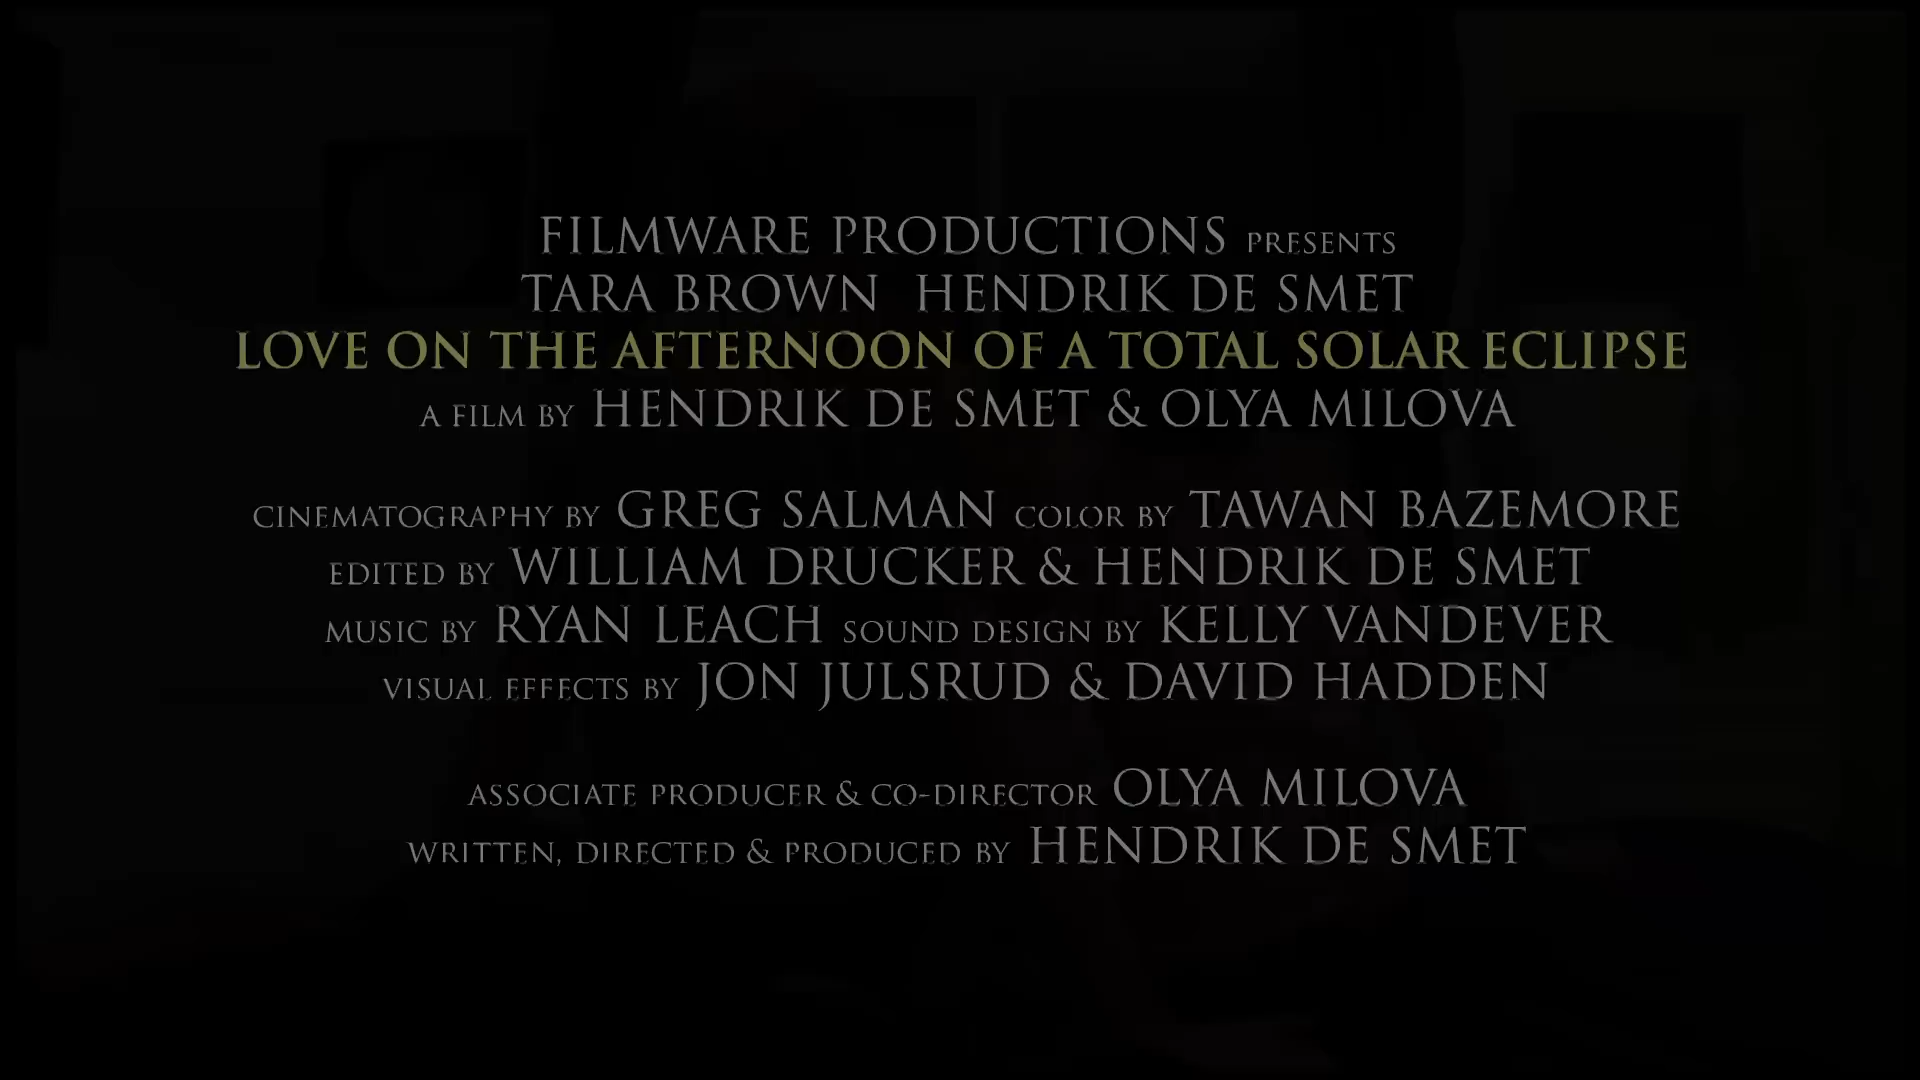 FILMWARE PRODUCTIONS PRESENTS
TARA BROWN HENDRIK DE SMET
LOVE ON THE AFTERNOON OF A TOTAL SOLAR ECLIPSE
A FILM BY HENDRIK DE SMET & OLYA MILOVA
CINEMATOGRAPHY BY GREG SALMAN COLOR BY TAWAN BAZEMORE
EDITED BY WILLIAM DRUCKER & HENDRIK DE SMET
MUSIC BY RYAN LEACH SOUND DESIGN BY KELLY VANDEVER
VISUAL EFFECTS BY JON JULSRUD & DAVID HADDEN
ASSOCIATE PRODUCER & CO-DIRECTOR OLYA MILOVA
WRITTEN, DIRECTED & PRODUCED BY HENDRIK DE SMET